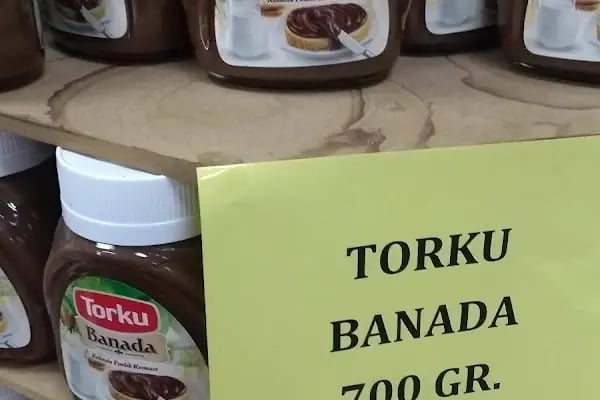 TORKU
BANADA
700 GR.
Torku
Banada
Kakaolu Fındık Kreması